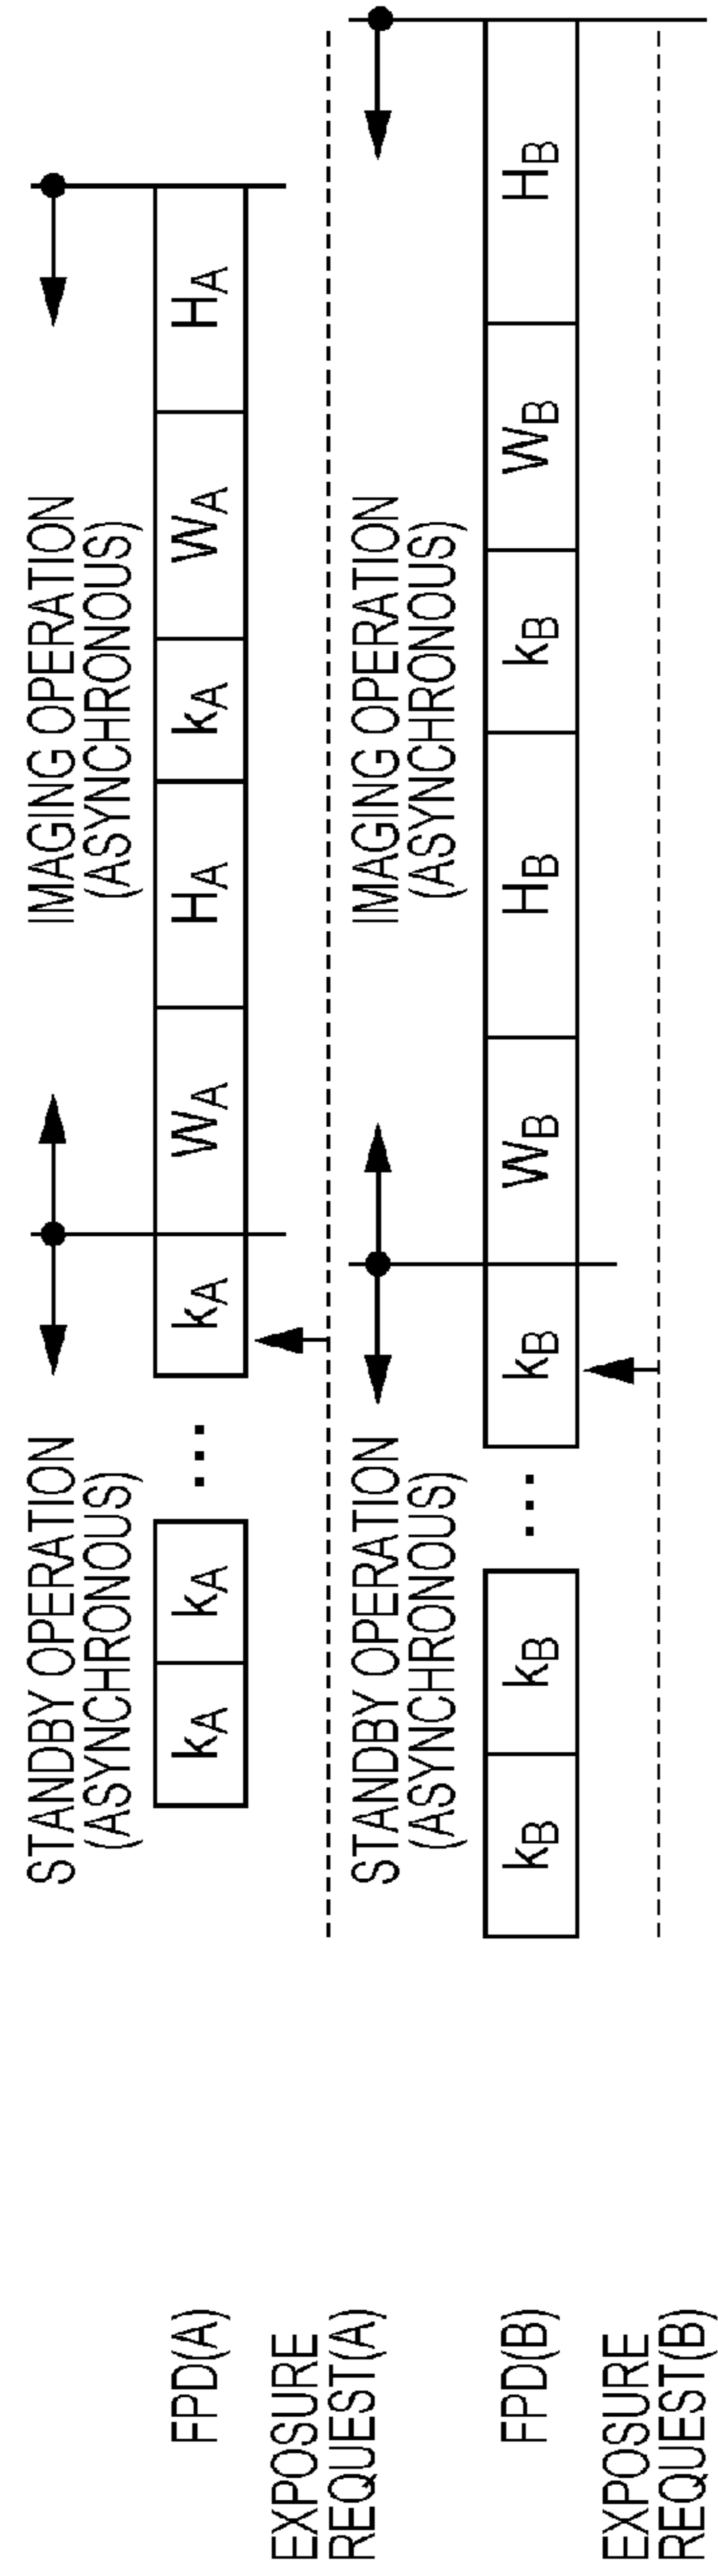 STANDBY OPERATION
(ASYNCHRONOUS)
IMAGING OPERATION
(ASYNCHRONOUS)
FPD(A)
kA kA ... kA WA HA kA WA HA
EXPOSURE
REQUEST(A)
STANDBY OPERATION
(ASYNCHRONOUS)
IMAGING OPERATION
(ASYNCHRONOUS)
FPD(B)
kB kB ... kB WB HB kB WB HB
EXPOSURE
REQUEST(B)